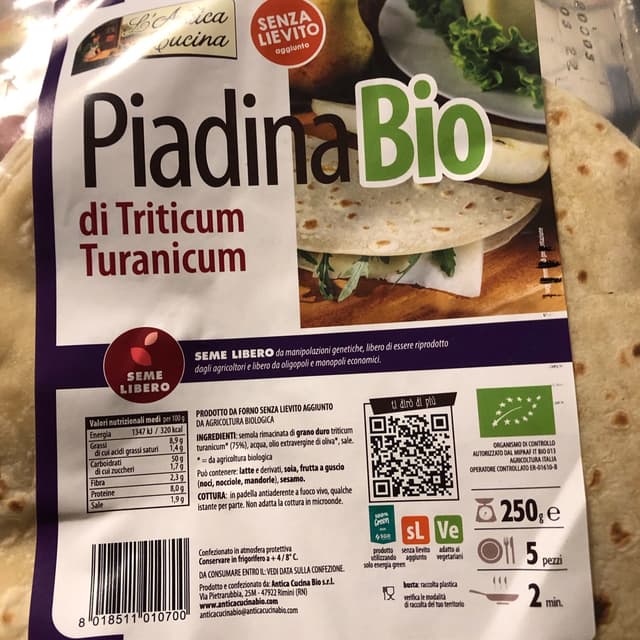 L'Antica
Cucina
SENZA
LIEVITO
aggiunto
Piadina Bio
di Triticum
Turanicum
SEME
LIBERO
SEME LIBERO da manipolazioni genetiche, libero di essere riprodotto
dagli agricoltori e libero da oligopoli e monopoli economici.
Valori nutrizionali medi per 100 g
Energia 1347 kJ / 320 kcal
Grassi 8,9 g
di cui acidi grassi saturi 1,4 g
Carboidrati 50 g
di cui zuccheri 1,7 g
Fibra 2,3 g
Proteine 8,0 g
Sale 1,9 g
PRODOTTO DA FORNO SENZA LIEVITO AGGIUNTO
DA AGRICOLTURA BIOLOGICA
INGREDIENTI: semola rimacinata di grano duro triticum
turanicum* (75%), acqua, olio extravergine di oliva*, sale.
* = da agricoltura biologica
Può contenere: latte e derivati, soia, frutta a guscio
(noci, nocciole, mandorle), sesamo.
COTTURA: in padella antiaderente a fuoco vivo, qualche
istante per parte. Non adatta la cottura in microonde.
ti dirò di più
ORGANISMO DI CONTROLLO
AUTORIZZATO DAL MIPAAF IT BIO 013
AGRICOLTURA ITALIA
OPERATORE CONTROLLATO ER-01610-B
250g e
5 pezzi
2 min.
100%
Green
prodotto
utilizzando
solo energia green
sL
senza lievito
aggiunto
Ve
adatto ai
vegetariani
busta: raccolta plastica
verifica le modalità
di raccolta del tuo territorio
Confezionato in atmosfera protettiva
Conservare in frigorifero a + 4 / 8° C.
DA CONSUMARE ENTRO IL: VEDI DATA SULLA CONFEZIONE.
Prodotto e confezionato da: Antica Cucina Bio s.r.l.
Via Pietrarubbia, 25M - 47922 Rimini (RN)
www.anticacucinabio.com
anticacucinabio@anticacucinabio.com
8 018511 010700